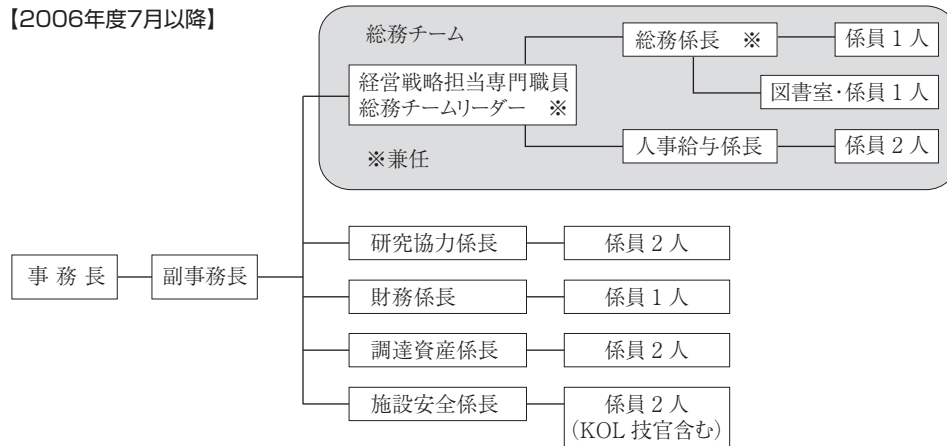 【2006年度7月以降】
総務チーム
総務係長 ※
係員1人
経営戦略担当専門職員
総務チームリーダー ※
図書室・係員1人
※兼任
人事給与係長
係員2人
研究協力係長
係員2人
事務長
副事務長
財務係長
係員1人
調達資産係長
係員2人
施設安全係長
係員2人
(KOL 技官含む)